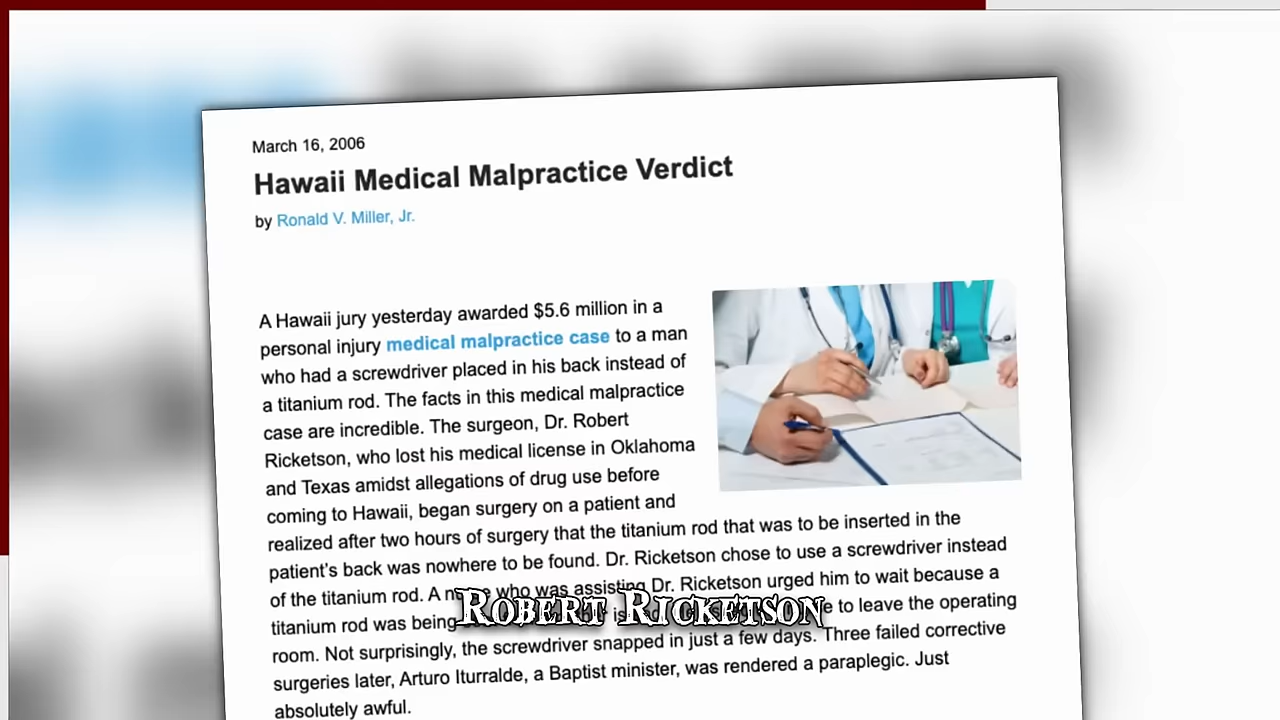 March 16, 2006
Hawaii Medical Malpractice Verdict
by Ronald V. Miller, Jr.
A Hawaii jury yesterday awarded $5.6 million in a
personal injury medical malpractice case to a man
who had a screwdriver placed in his back instead of
a titanium rod. The facts in this medical malpractice
case are incredible. The surgeon, Dr. Robert
Ricketson, who lost his medical license in Oklahoma
and Texas amidst allegations of drug use before
coming to Hawaii, began surgery on a patient and
realized after two hours of surgery that the titanium rod that was to be inserted in the
patient's back was nowhere to be found. Dr. Ricketson chose to use a screwdriver instead
of the titanium rod. A who was assisting Dr. Ricketson urged him to wait because a
titanium rod was being to leave the operating
room. Not surprisingly, the screwdriver snapped in just a few days. Three failed corrective
surgeries later, Arturo Iturralde, a Baptist minister, was rendered a paraplegic. Just
absolutely awful.
Robert Ricketson